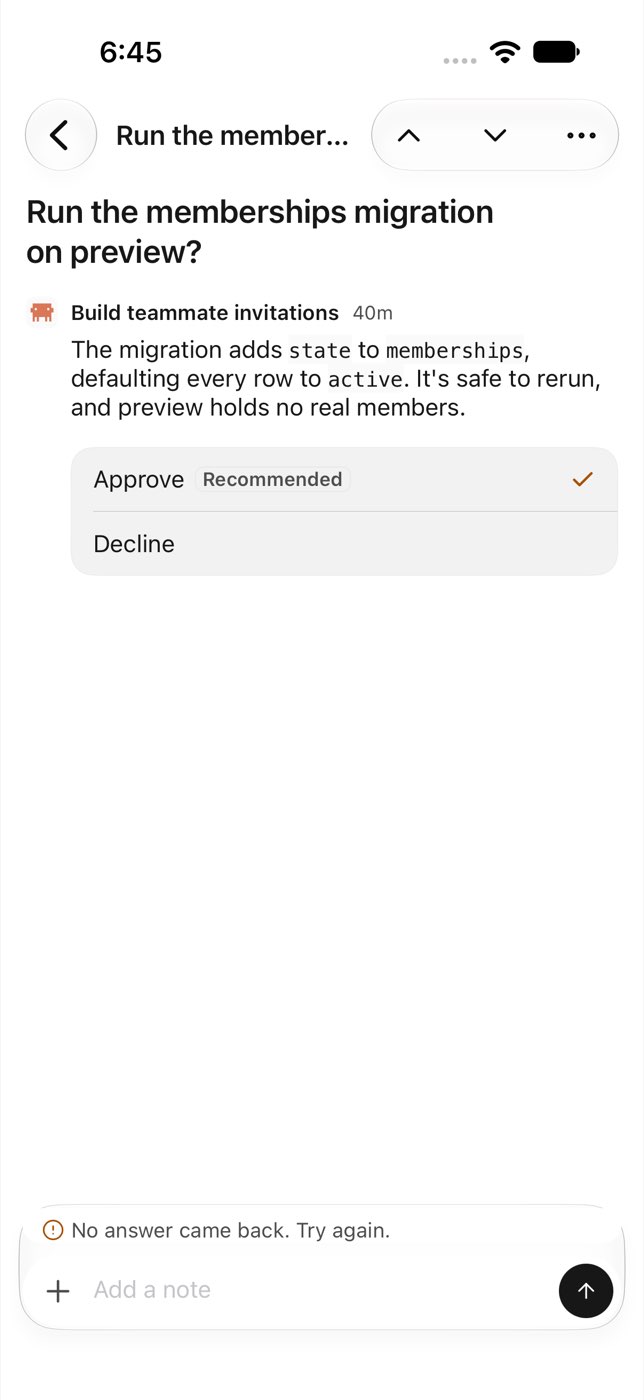 6:45
Run the member...
Run the memberships migration
on preview?
Build teammate invitations 40m
The migration adds state to memberships,
defaulting every row to active. It's safe to rerun,
and preview holds no real members.
Approve Recommended
Decline
No answer came back. Try again.
Add a note